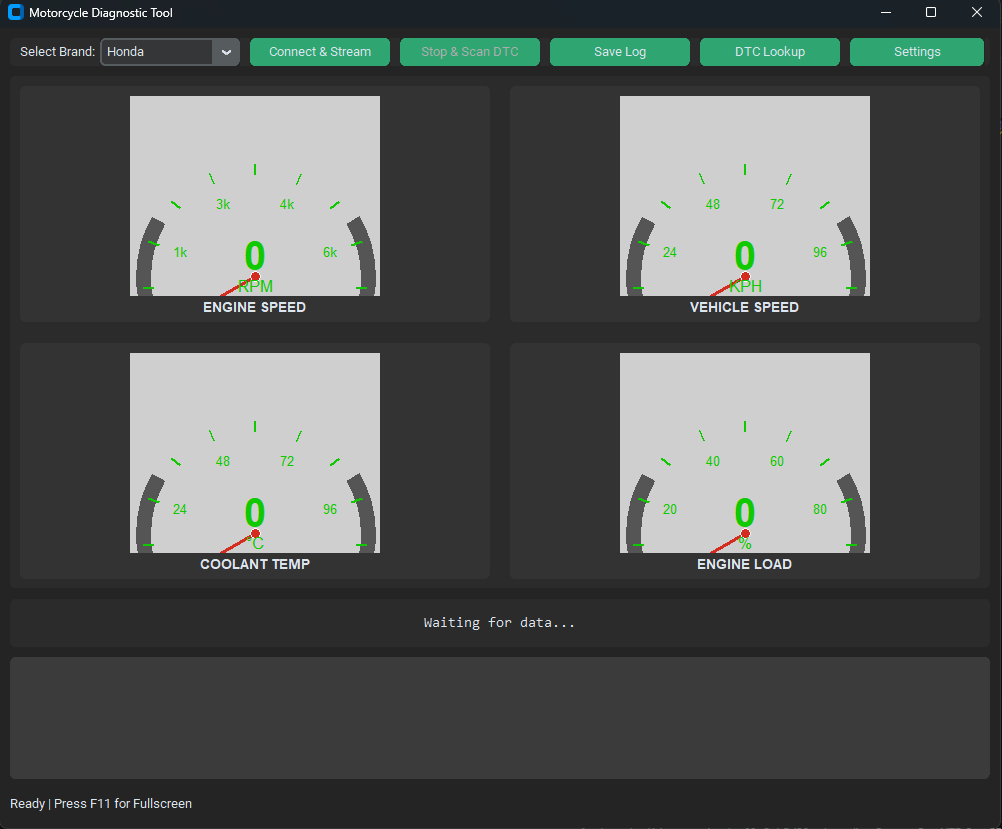 Motorcycle Diagnostic Tool
Select Brand: Honda Connect & Stream Stop & Scan DTC Save Log DTC Lookup Settings
3k 4k
1k 6k
0
RPM
ENGINE SPEED
48 72
24 96
0
KPH
VEHICLE SPEED
48 72
24 96
0
°C
COOLANT TEMP
40 60
20 80
0
%
ENGINE LOAD
Waiting for data...
Ready | Press F11 for Fullscreen